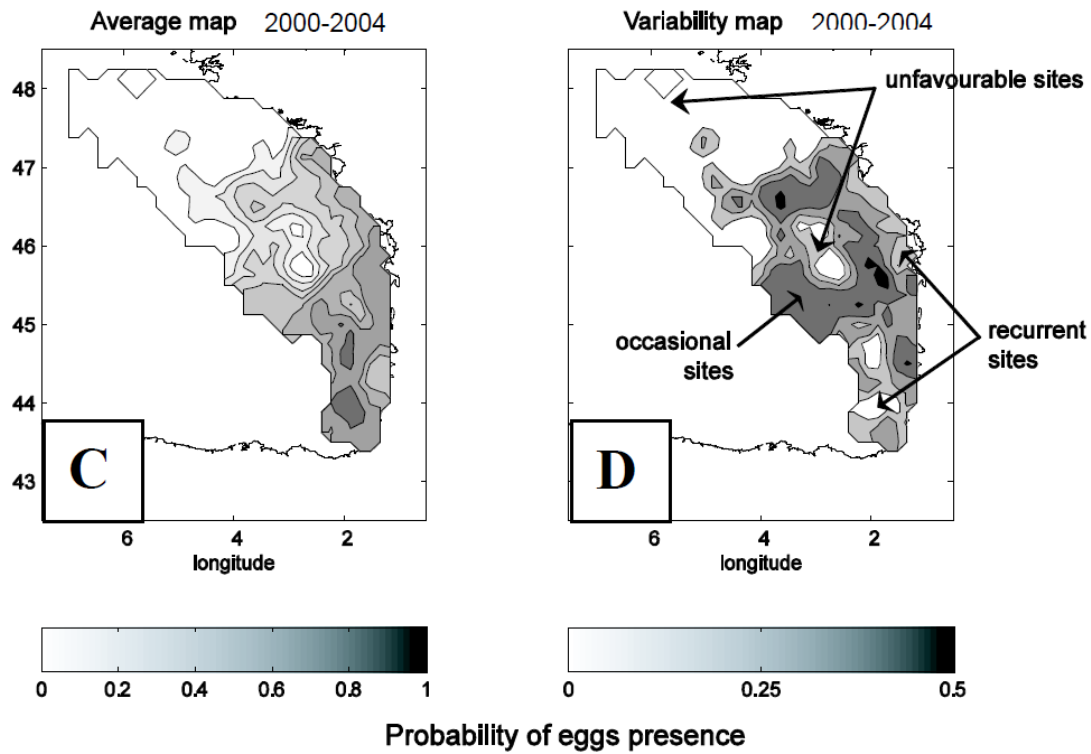 Average map 2000-2004
Variability map 2000-2004
48
47
46
45
44
43
C
6 4 2
longitude
unfavourable sites
occasional
sites
recurrent
sites
D
6 4 2
longitude
0 0.2 0.4 0.6 0.8 1
0 0.25 0.5
Probability of eggs presence